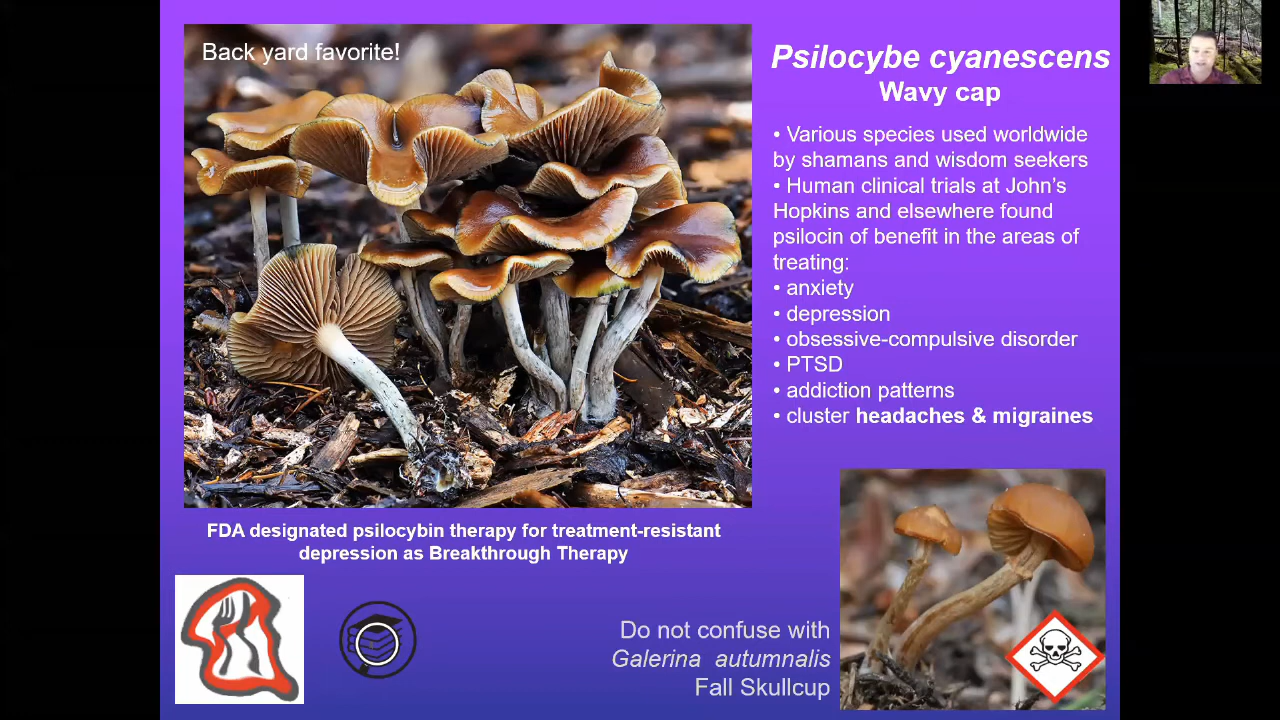 Back yard favorite!
Psilocybe cyanescens
Wavy cap
• Various species used worldwide
by shamans and wisdom seekers
• Human clinical trials at John's
Hopkins and elsewhere found
psilocin of benefit in the areas of
treating:
• anxiety
• depression
• obsessive-compulsive disorder
• PTSD
• addiction patterns
• cluster headaches & migraines
FDA designated psilocybin therapy for treatment-resistant
depression as Breakthrough Therapy
Do not confuse with
Galerina autumnalis
Fall Skullcup